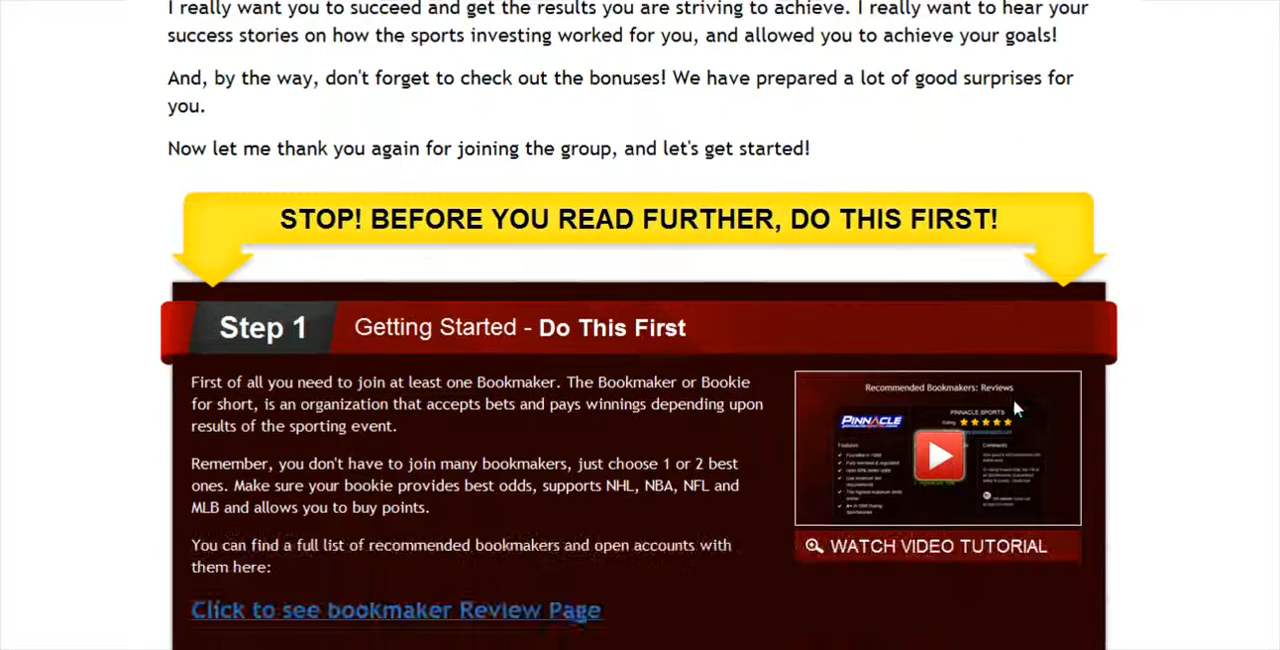 I really want you to succeed and get the results you are striving to achieve. I really want to hear your
success stories on how the sports investing worked for you, and allowed you to achieve your goals!
And, by the way, don't forget to check out the bonuses! We have prepared a lot of good surprises for
you.
Now let me thank you again for joining the group, and let's get started!
STOP! BEFORE YOU READ FURTHER, DO THIS FIRST!
Step 1
Getting Started - Do This First
First of all you need to join at least one Bookmaker. The Bookmaker or Bookie
for short, is an organization that accepts bets and pays winnings depending upon
results of the sporting event.
Remember, you don't have to join many bookmakers, just choose 1 or 2 best
ones. Make sure your bookie provides best odds, supports NHL, NBA, NFL and
MLB and allows you to buy points.
You can find a full list of recommended bookmakers and open accounts with
them here:
Click to see bookmaker Review Page
Recommended Bookmakers: Reviews
PINNACLE
PINNACLE SPORTS
Rating
Features
Comments
WATCH VIDEO TUTORIAL